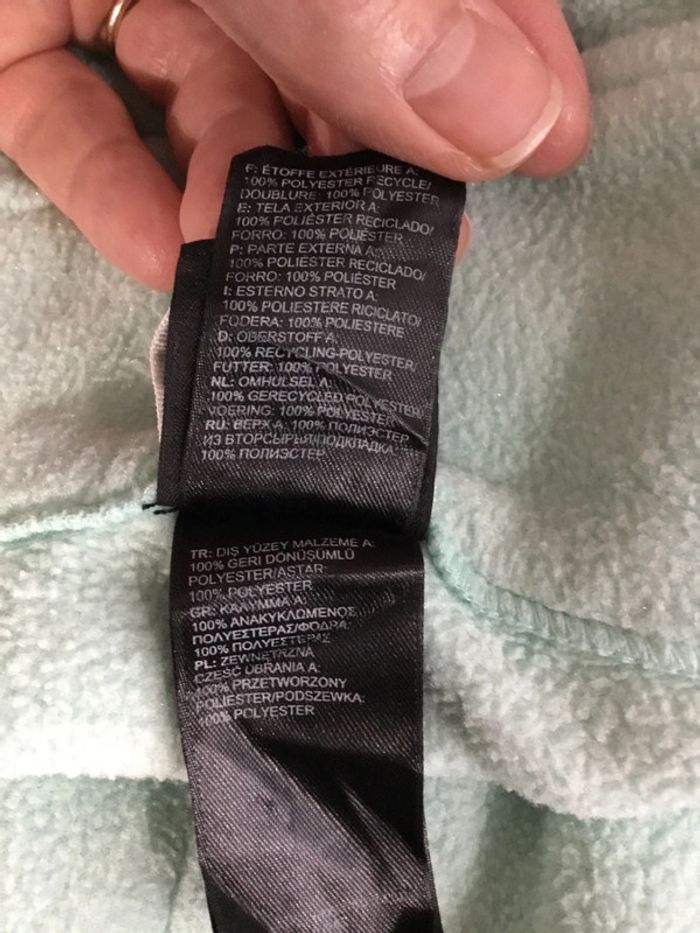 F: ÉTOFFE EXTÉRIEURE A:
100% POLYESTER RECYCLE/
DOUBLURE: 100% POLYESTER
E: TELA EXTERIOR A:
100% POLIÉSTER RECICLADO/
FORRO: 100% POLIÉSTER
P: PARTE EXTERNA A:
100% POLIESTER RECICLADO/
FORRO: 100% POLIÉSTER
I: ESTERNO STRATO A:
100% POLIESTERE RICICLATO/
FODERA: 100% POLIESTERE
D: OBERSTOFF A:
100% RECYCLING-POLYESTER/
FUTTER: 100% POLYESTER
NL: OMHULSEL A:
100% GERECYCLED POLYESTER/
VOERING: 100% POLYESTER
RU: ВЕРХ A: 100% ПОЛИЭСТЕР
ИЗ ВТОРСЫРЬЯ/ПОДКЛАДКА:
100% ПОЛИЭСТЕР
TR: DIŞ YÜZEY MALZEME A:
100% GERI DÖNÜŞÜMLÜ
POLYESTER/ASTAR:
100% POLYESTER
GR: ΚΑΛΥΜΜΑ A:
100% ΑΝΑΚΥΚΛΩΜΕΝΟΣ
ΠΟΛΥΕΣΤΕΡΑΣ/ΦΟΔΡΑ:
100% ΠΟΛΥΕΣΤΕΡΑΣ
PL: ZEWNĘTRZNA
CZĘŚĆ UBRANIA A:
100% PRZETWORZONY
POLIESTER/PODSZEWKA:
100% POLYESTER